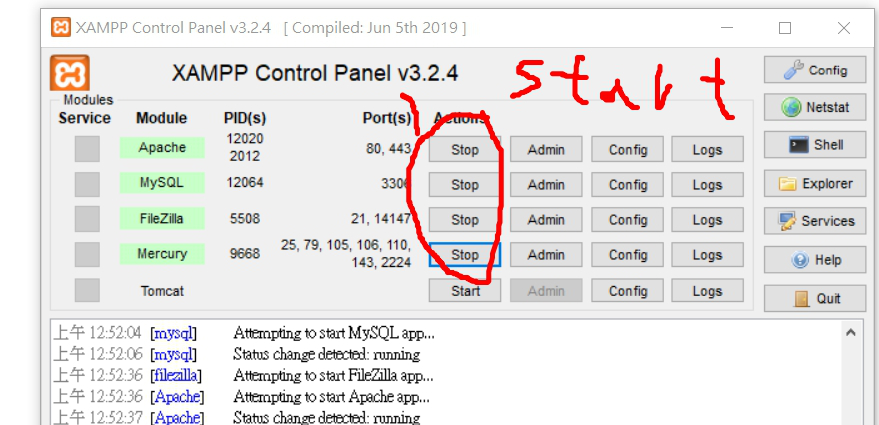 XAMPP Control Panel v3.2.4 [ Compiled: Jun 5th 2019 ]
XAMPP Control Panel v3.2.4
start
Config
Modules
Service Module PID(s) Port(s) Actions
Netstat
Apache 12020 2012 80, 443 Stop Admin Config Logs
Shell
MySQL 12064 3306 Stop Admin Config Logs
Explorer
FileZilla 5508 21, 14147 Stop Admin Config Logs
Services
Mercury 9668 25, 79, 105, 106, 110, 143, 2224 Stop Admin Config Logs
Help
Tomcat Start Admin Config Logs
Quit
上午 12:52:04 [mysql] Attempting to start MySQL app...
上午 12:52:06 [mysql] Status change detected: running
上午 12:52:36 [filezilla] Attempting to start FileZilla app...
上午 12:52:36 [Apache] Attempting to start Apache app...
上午 12:52:37 [Apache] Status change detected: running